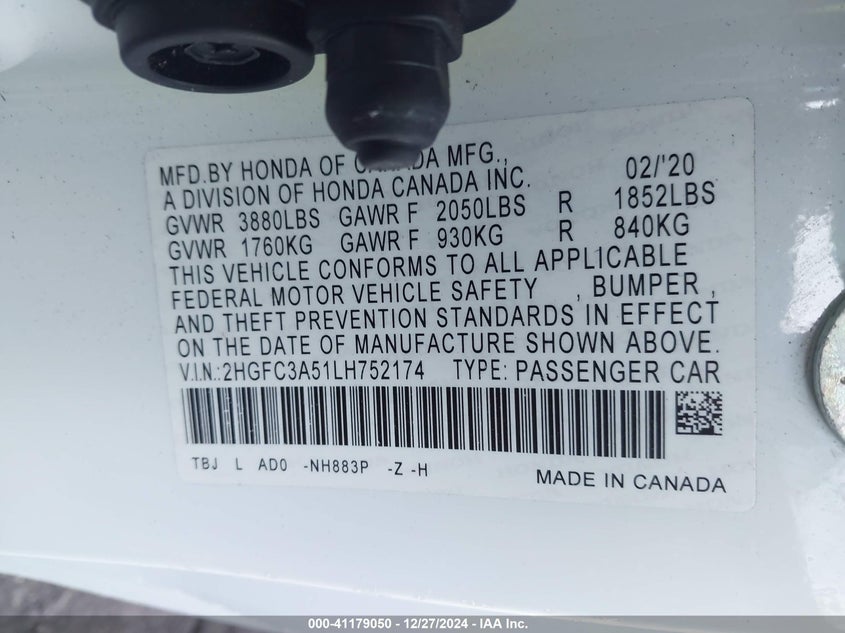 MFD.BY HONDA OF CANADA MFG., 02/'20
A DIVISION OF HONDA CANADA INC.
GVWR 3880LBS GAWR F 2050LBS R 1852LBS
GVWR 1760KG GAWR F 930KG R 840KG
THIS VEHICLE CONFORMS TO ALL APPLICABLE
FEDERAL MOTOR VEHICLE SAFETY , BUMPER ,
AND THEFT PREVENTION STANDARDS IN EFFECT
ON THE DATE OF MANUFACTURE SHOWN ABOVE.
V.I.N.:2HGFC3A51LH752174 TYPE: PASSENGER CAR
TBJ L AD0 -NH883P -Z -H
MADE IN CANADA
000-41179050 - 12/27/2024 - IAA Inc.